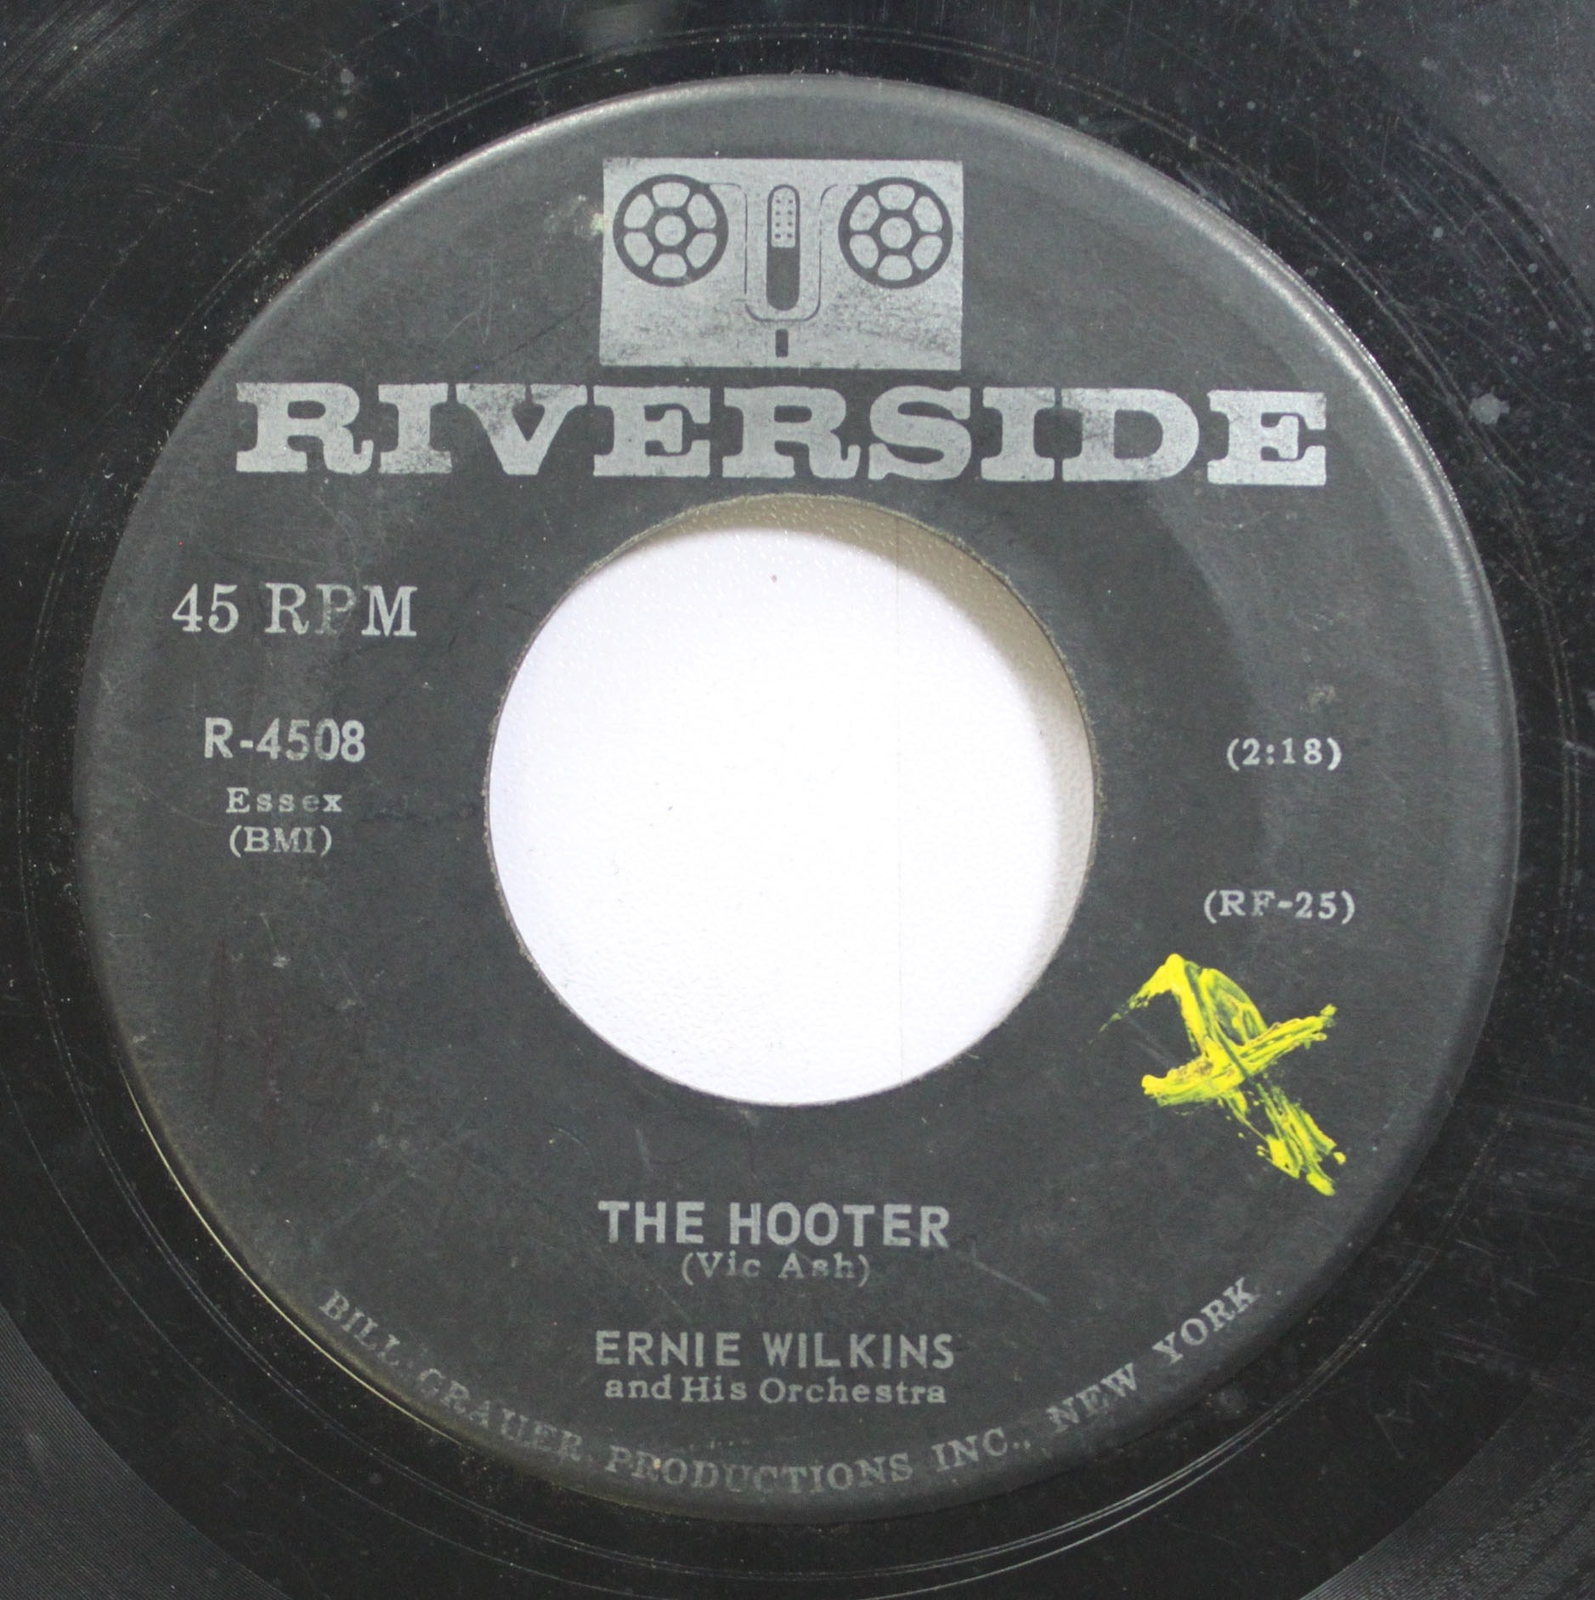 RIVERSIDE
45 RPM
R-4508
Essex
(BMI)
(2:18)
(RF-25)
THE HOOTER
(Vic Ash)
ERNIE WILKINS
and His Orchestra
BILL GRAUER PRODUCTIONS INC., NEW YORK